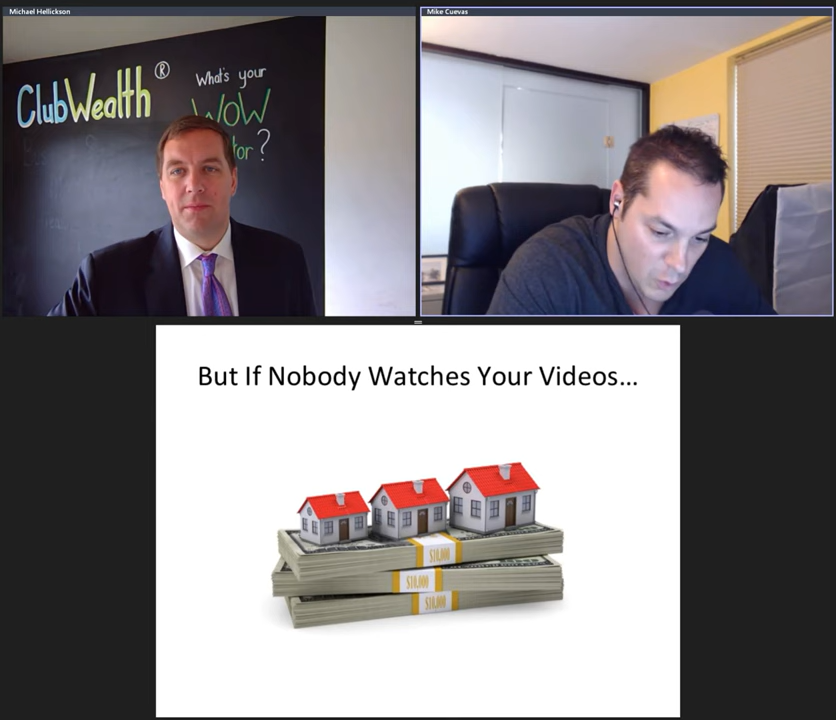 Michael Hellickson
Mike Cuevas
ClubWealth®
What's your
WOW
tor?
But If Nobody Watches Your Videos...
$10,000
$10,000
$10,000